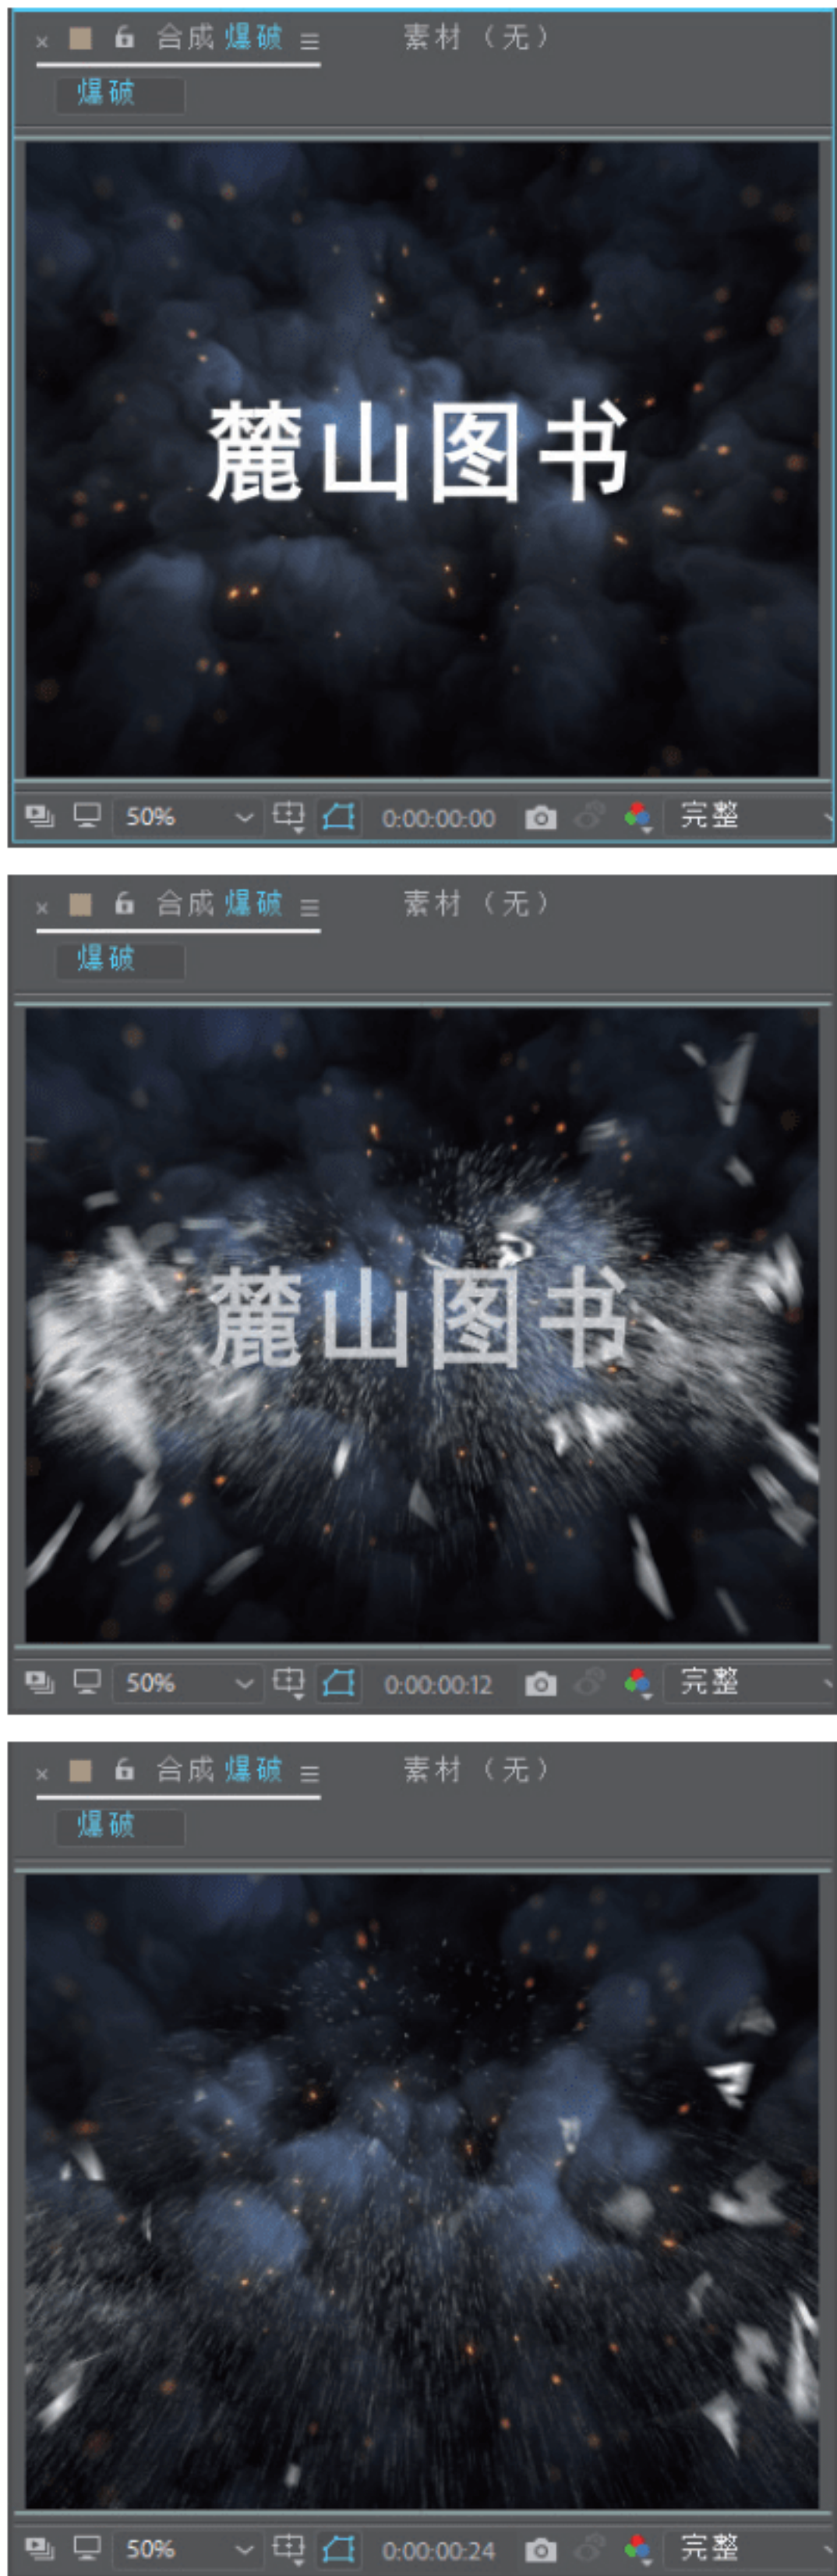 × 合成 爆破 ≡ 素材 （无）
爆破
麓山图书
50% 0:00:00:00 完整
× 合成 爆破 ≡ 素材 （无）
爆破
麓山图书
50% 0:00:00:12 完整
× 合成 爆破 ≡ 素材 （无）
爆破
50% 0:00:00:24 完整